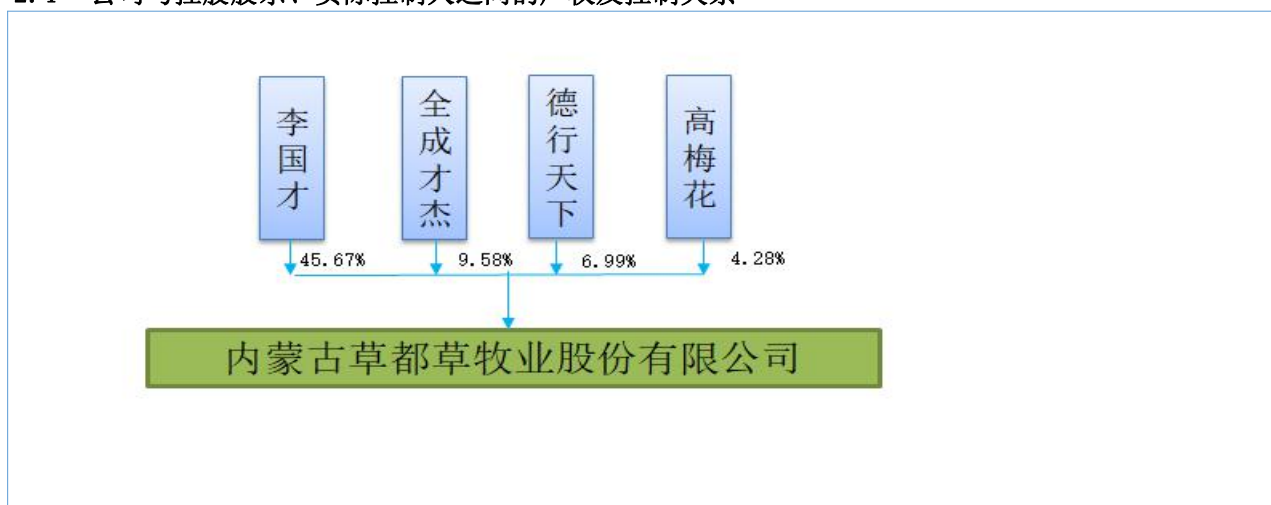 李国才
全成才杰
德行天下
高梅花
45.67%
9.58%
6.99%
4.28%
内蒙古草都草牧业股份有限公司